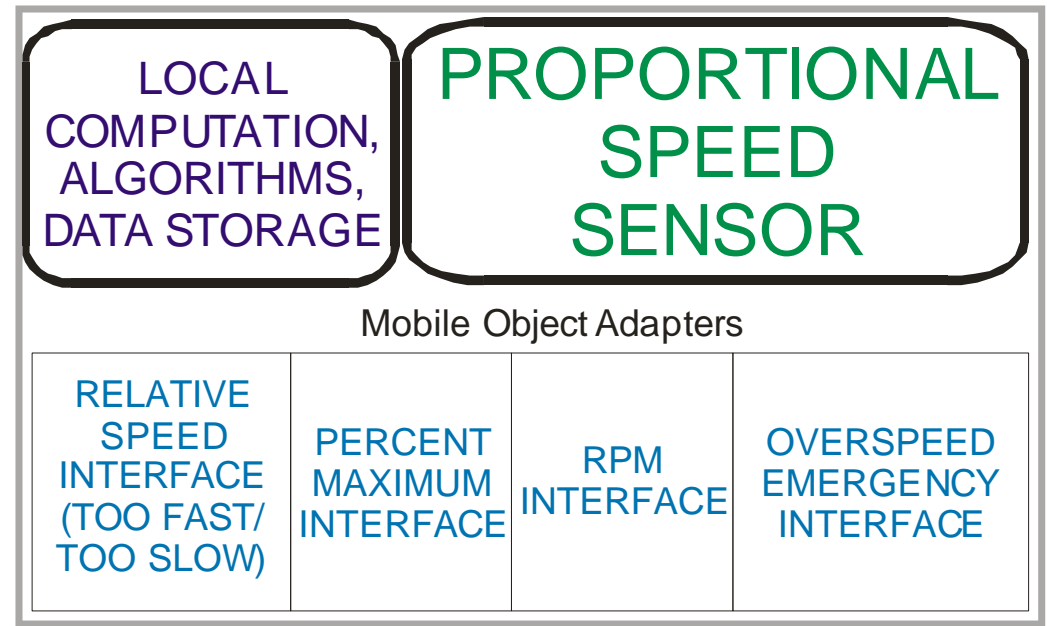 LOCAL
COMPUTATION,
ALGORITHMS,
DATA STORAGE
PROPORTIONAL
SPEED
SENSOR
Mobile Object Adapters
RELATIVE
SPEED
INTERFACE
(TOO FAST/
TOO SLOW)
PERCENT
MAXIMUM
INTERFACE
RPM
INTERFACE
OVERSPEED
EMERGENCY
INTERFACE